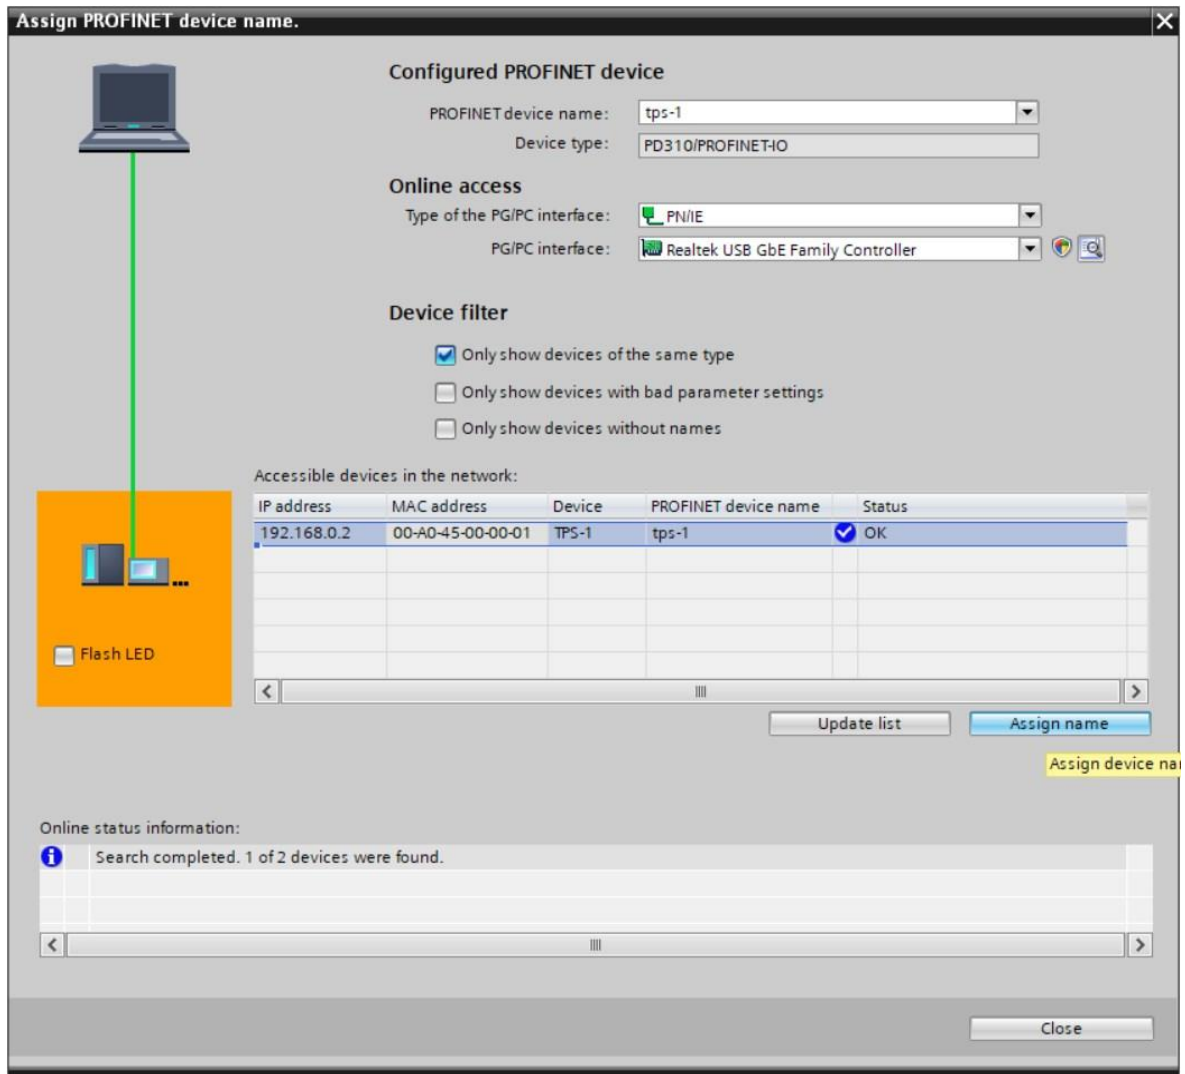 Assign PROFINET device name.
Configured PROFINET device
PROFINET device name: tps-1
Device type: PD310/PROFINET-IO
Online access
Type of the PG/PC interface: PN/IE
PG/PC interface: Realtek USB GbE Family Controller
Device filter
Only show devices of the same type
Only show devices with bad parameter settings
Only show devices without names
Accessible devices in the network:
IP address MAC address Device PROFINET device name Status
192.168.0.2 00-A0-45-00-00-01 TPS-1 tps-1 OK
Flash LED
Update list Assign name
Assign device na
Online status information:
Search completed. 1 of 2 devices were found.
Close